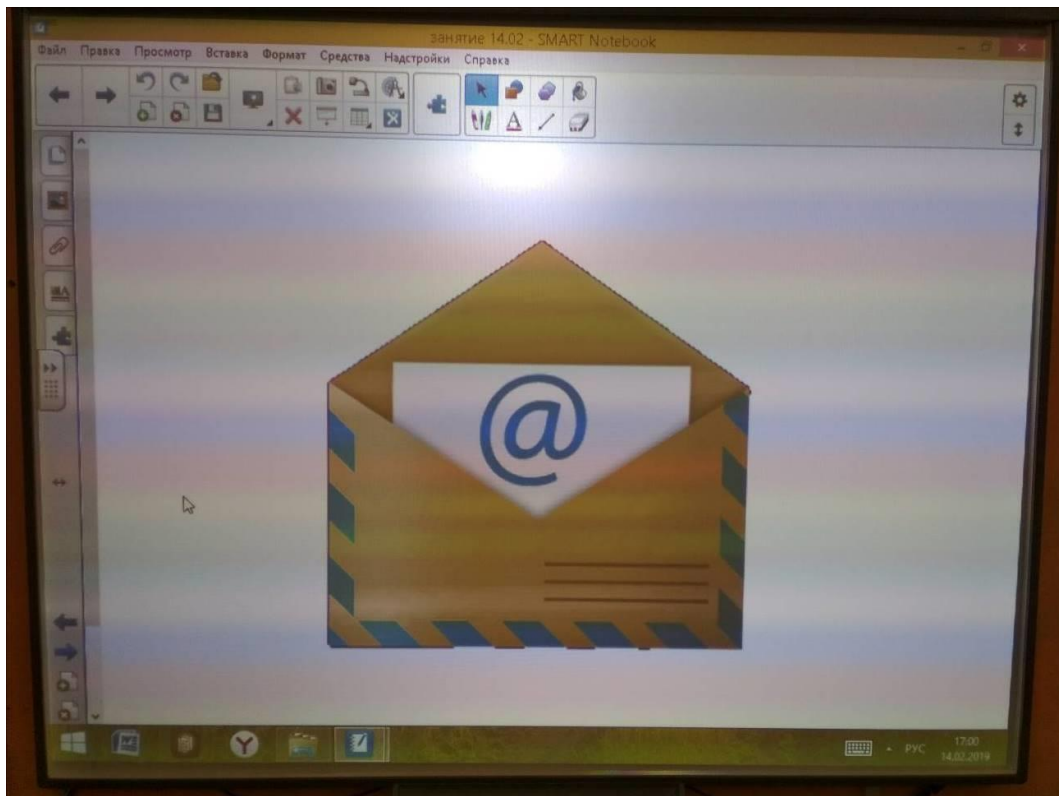 занятие 14.02 - SMART Notebook
Файл Правка Просмотр Вставка Формат Средства Надстройки Справка
A
@
РУС
17:00
14.02.2019